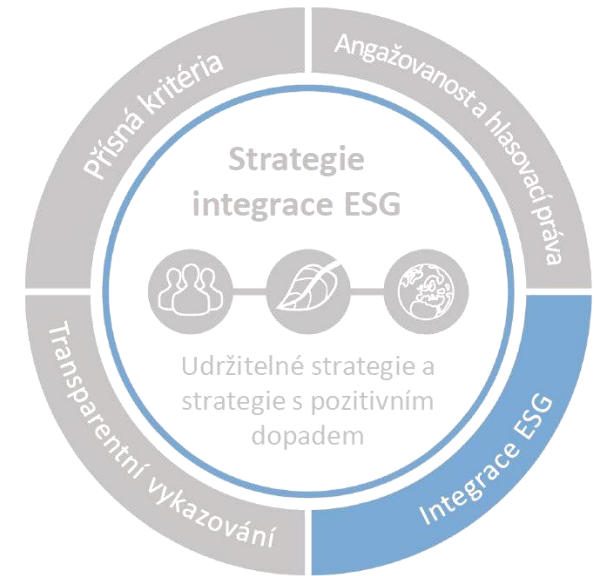 Přísná kritéria
Angažovanost a hlasovací práva
Strategie
integrace ESG
Udržitelné strategie a
strategie s pozitivním
dopadem
Transparentní vykazování
Integrace ESG